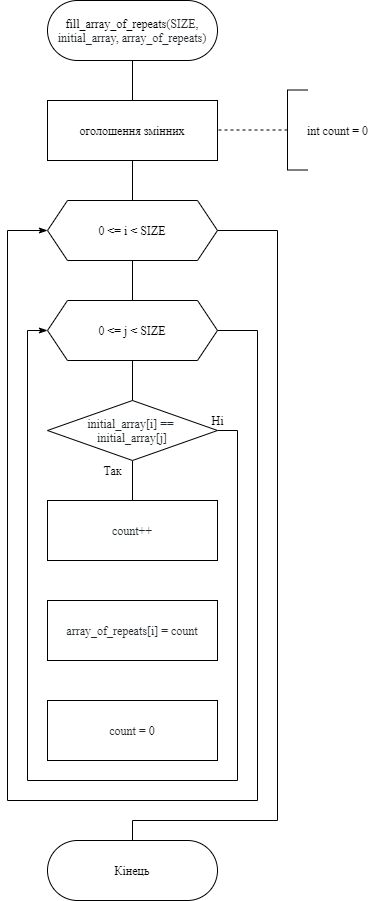 fill_array_of_repeats(SIZE,
initial_array, array_of_repeats)
оголошення змінних
int count = 0
0 <= i < SIZE
0 <= j < SIZE
initial_array[i] ==
initial_array[j]
Ні
Так
count++
array_of_repeats[i] = count
count = 0
Кінець